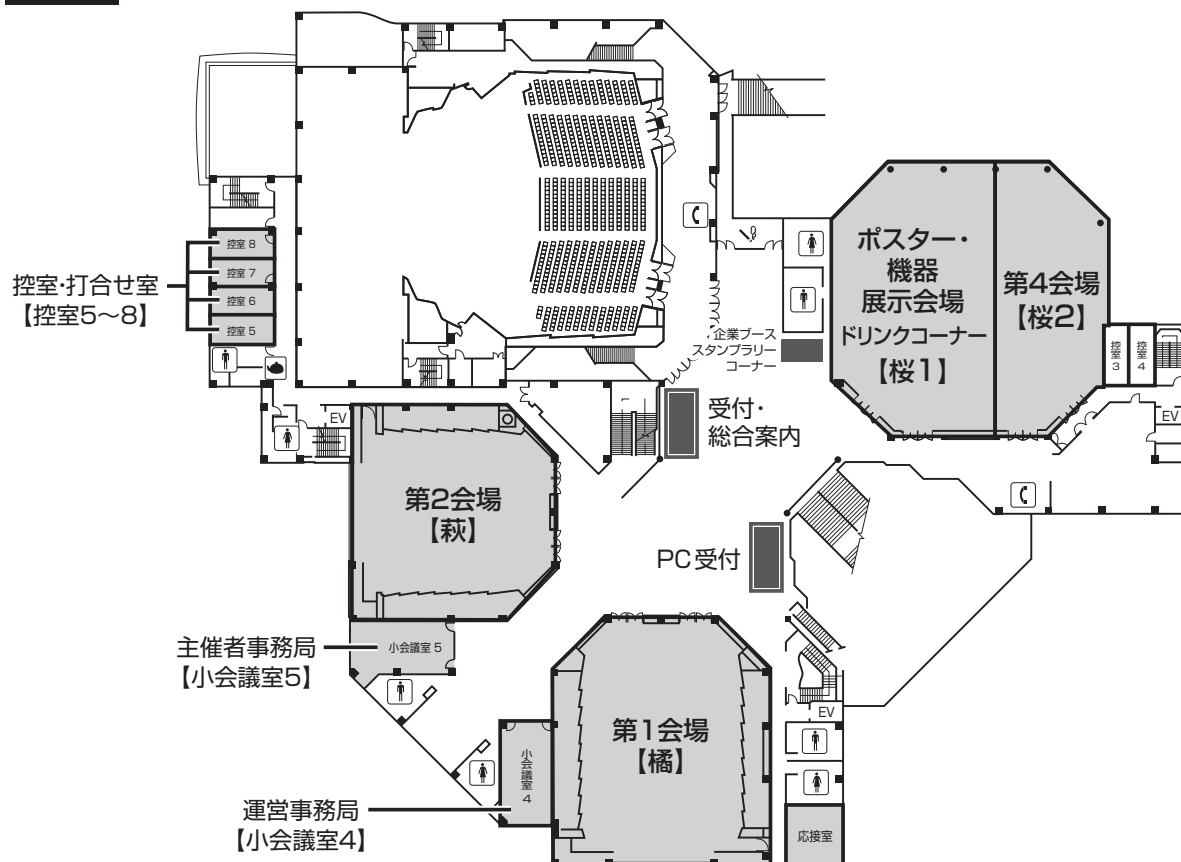 控室 8
控室 7
控室 6
控室 5
控室・打合せ室
【控室5〜8】
ポスター・
機器
展示会場
ドリンクコーナー
【桜1】
第4会場
【桜2】
控室3
控室4
企業ブース
スタンプラリー
コーナー
受付・
総合案内
EV
EV
第2会場
【萩】
PC受付
主催者事務局
【小会議室5】
小会議室 5
第1会場
【橘】
小会議室4
EV
運営事務局
【小会議室4】
応接室